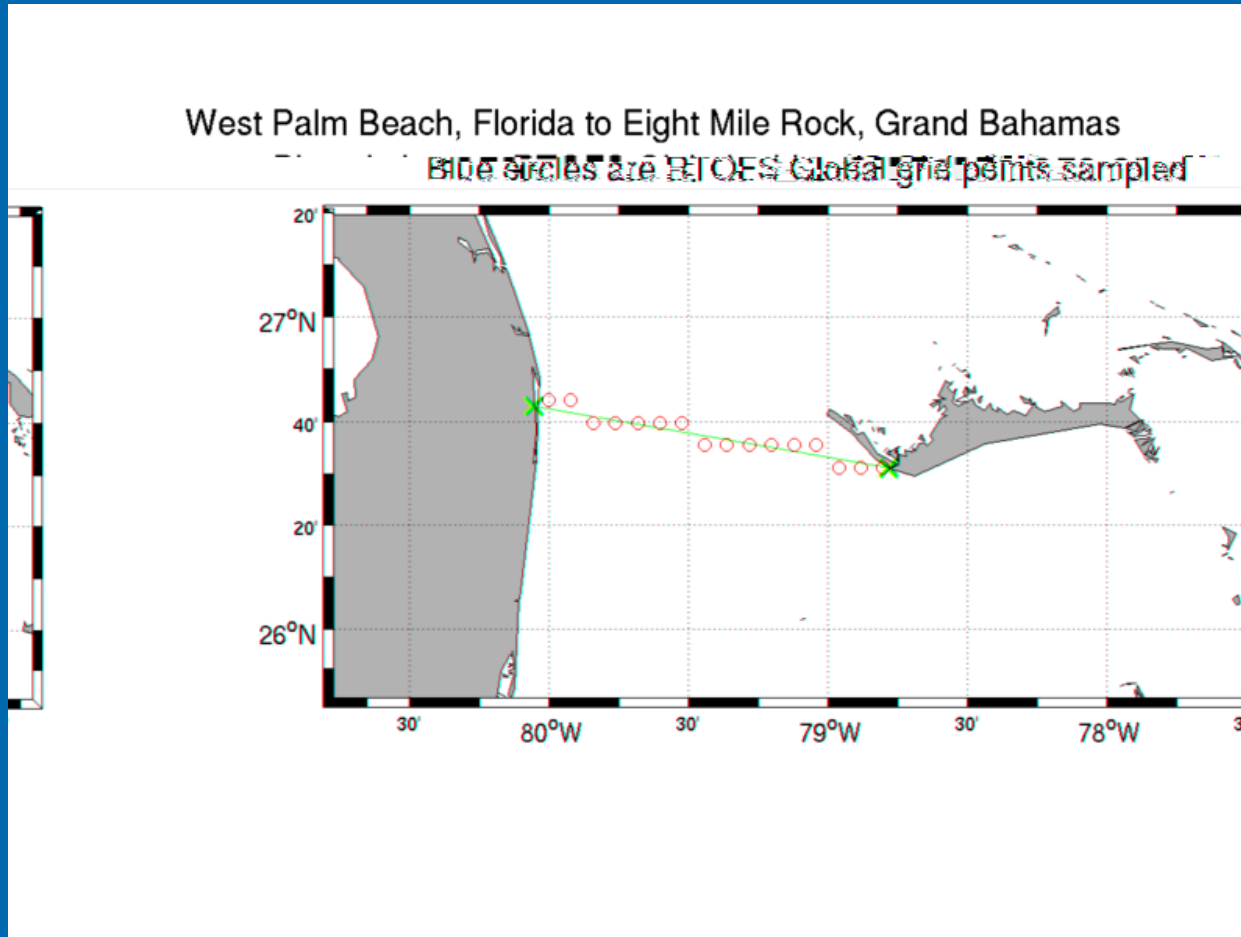 West Palm Beach, Florida to Eight Mile Rock, Grand Bahamas
Blue circles are RTOFS Global grid points sampled
20'
27°N
40'
20'
26°N
30' 80°W 30' 79°W 30' 78°W